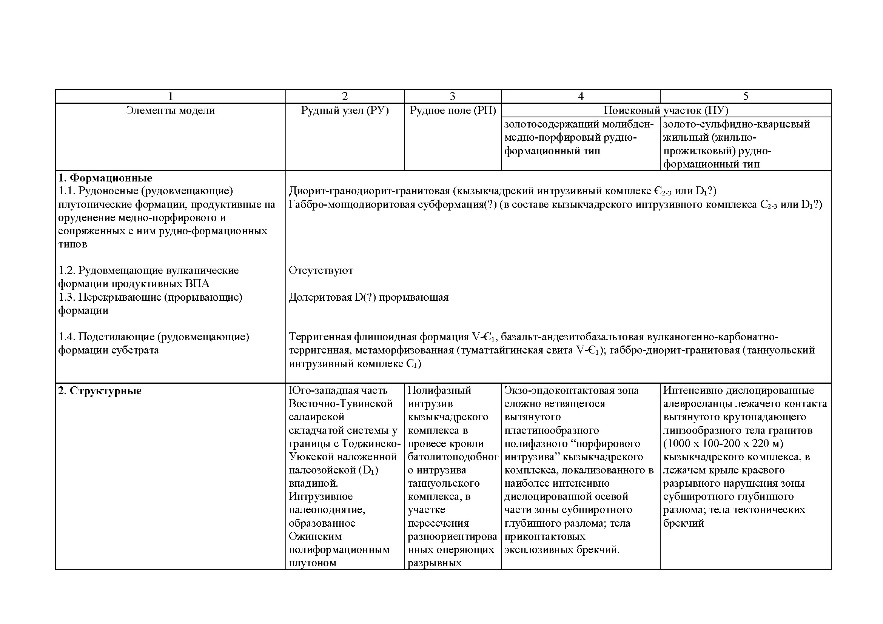 1 2 3 4 5
Элементы модели Рудный узел (РУ) Рудное поле (РП) Поисковый участок (ПУ)
золотосодержащий молибден-
медно-порфировый рудно-
формационный тип
золото-сульфидно-кварцевый
жильный (жильно-
прожилковый) рудно-
формационный тип
1. Формационные
1.1. Рудоносные (рудовмещающие)
плутонические формации, продуктивные на
оруденение медно-порфирового и
сопряженных с ним рудно-формационных
типов
Диорит-гранодиорит-гранитовая (кызыкчадрский интрузивный комплекс Є₂₋₃ или D₁?)
Габбро-монцодиоритовая субформация(?) (в составе кызыкчадрского интрузивного комплекса Є₂₋₃ или D₁?)
1.2. Рудовмещающие вулканические
формации продуктивных ВПА
Отсутствуют
1.3. Перекрывающие (прорывающие)
формации
Долеритовая D(?) прорывающая
1.4. Подстилающие (рудовмещающие)
формации субстрата
Терригенная флишоидная формация V-Є₁, базальт-андезитобазальтовая вулканогенно-карбонатно-
терригенная, метаморфизованная (туматтайгинская свита V-Є₁); габбро-диорит-гранитовая (таннуольский
интрузивный комплекс Є₁)
2. Структурные
Юго-западная часть
Восточно-Тувинской
салаирской
складчатой системы у
границы с Тоджинско-
Уюкской наложенной
палеозойской (D₁)
впадиной.
Интрузивное
палеоподнятие,
образованное
Ожинским
полиформационным
плутоном
Полифазный
интрузив
кызыкчадрского
комплекса в
провесе кровли
батолитоподобног
о интрузива
таннуольского
комплекса, в
участке
пересечения
разноориентирова
нных оперяющих
разрывных
Экзо-эндоконтактовая зона
сложно ветвящегося
вытянутого
пластинообразного
полифазного “порфирового
интрузива” кызыкчадрского
комплекса, локализованного в
наиболее интенсивно
дислоцированной осевой
части зоны субширотного
глубинного разлома; тела
приконтактовых
эксплозивных брекчий.
Интенсивно дислоцированные
алевросланцы лежачего контакта
вытянутого крутопадающего
линзообразного тела гранитов
(1000 х 100-200 х 220 м)
кызыкчадрского комплекса, в
лежачем крыле краевого
разрывного нарушения зоны
субширотного глубинного
разлома; тела тектонических
брекчий